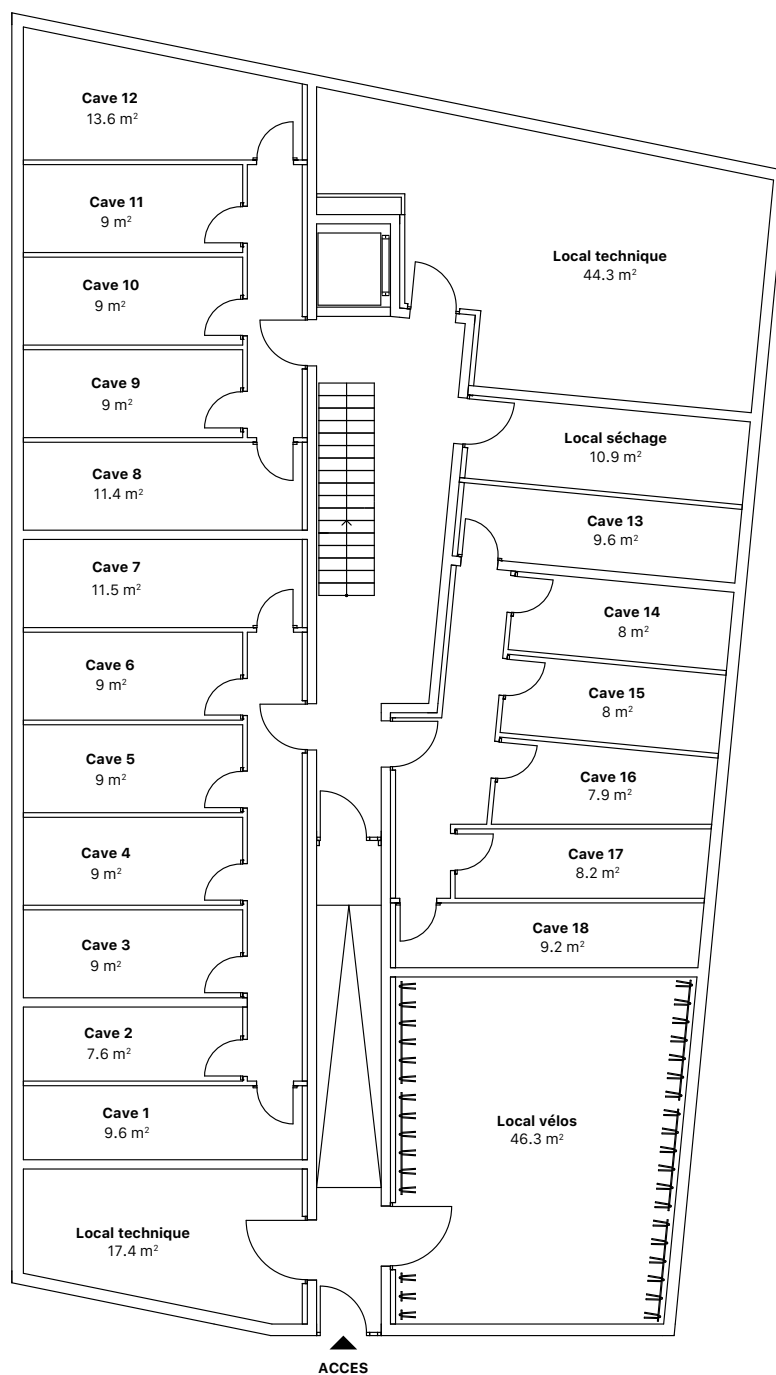 Cave 12
13.6 m²
Cave 11
9 m²
Cave 10
9 m²
Cave 9
9 m²
Cave 8
11.4 m²
Cave 7
11.5 m²
Cave 6
9 m²
Cave 5
9 m²
Cave 4
9 m²
Cave 3
9 m²
Cave 2
7.6 m²
Cave 1
9.6 m²
Local technique
17.4 m²
Local technique
44.3 m²
Local séchage
10.9 m²
Cave 13
9.6 m²
Cave 14
8 m²
Cave 15
8 m²
Cave 16
7.9 m²
Cave 17
8.2 m²
Cave 18
9.2 m²
Local vélos
46.3 m²
ACCES